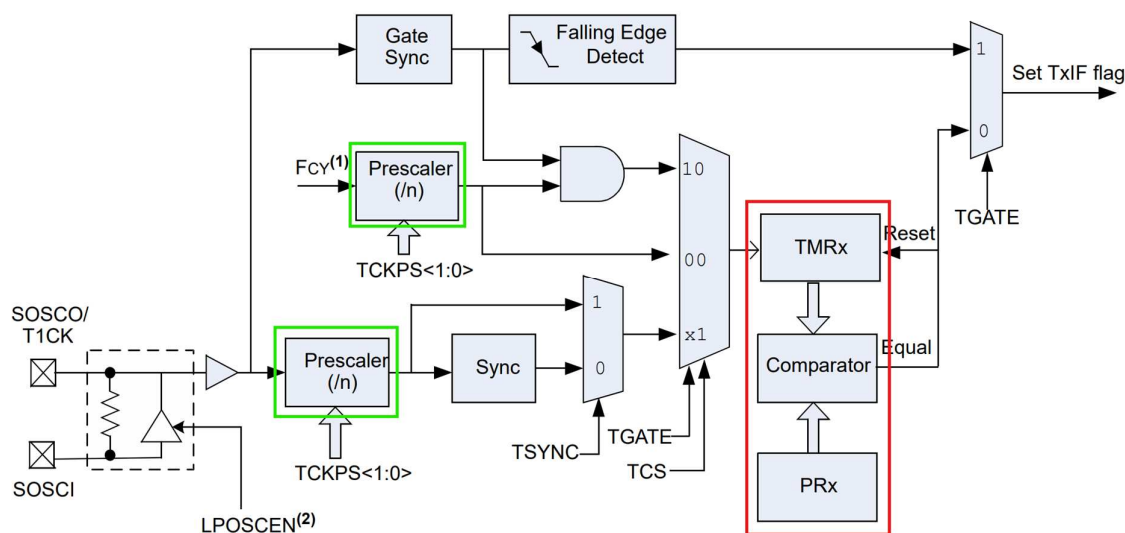 Gate
Sync
Falling Edge
Detect
1
Set TxIF flag
0
TGATE
FCY(1)
Prescaler
(/n)
TCKPS<1:0>
10
00
x1
TMRx
Reset
SOSCO/
T1CK
Prescaler
(/n)
Sync
1
0
Comparator
Equal
TSYNC
TGATE
TCS
TCKPS<1:0>
SOSCI
PRx
LPOSCEN(2)